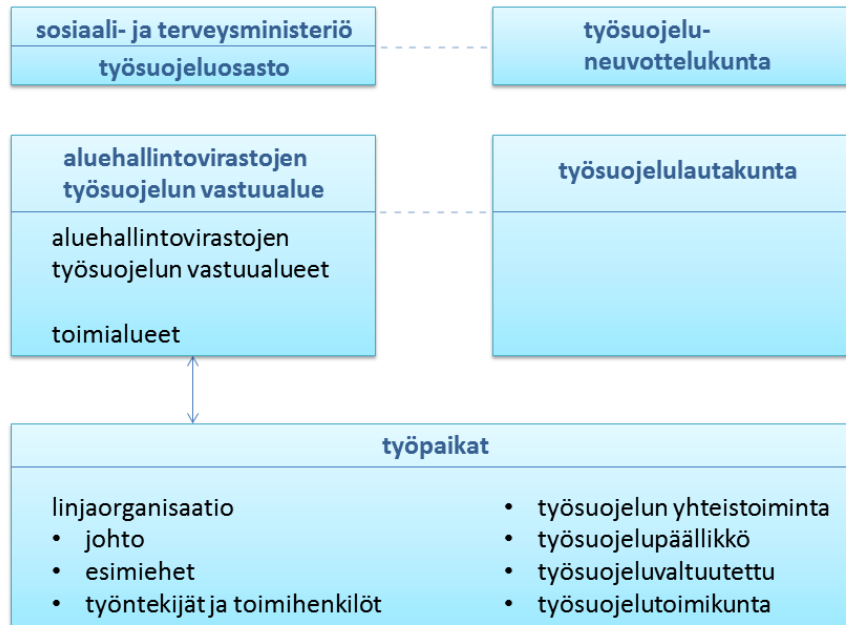 sosiaali- ja terveysministeriö
työsuojeluosasto
työsuojelu-
neuvottelukunta
aluehallintovirastojen
työsuojelun vastuualue
aluehallintovirastojen
työsuojelun vastuualueet
toimialueet
työsuojelulautakunta
työpaikat
linjaorganisaatio
• johto
• esimiehet
• työntekijät ja toimihenkilöt
• työsuojelun yhteistoiminta
• työsuojelupäällikkö
• työsuojeluvaltuutettu
• työsuojelutoimikunta